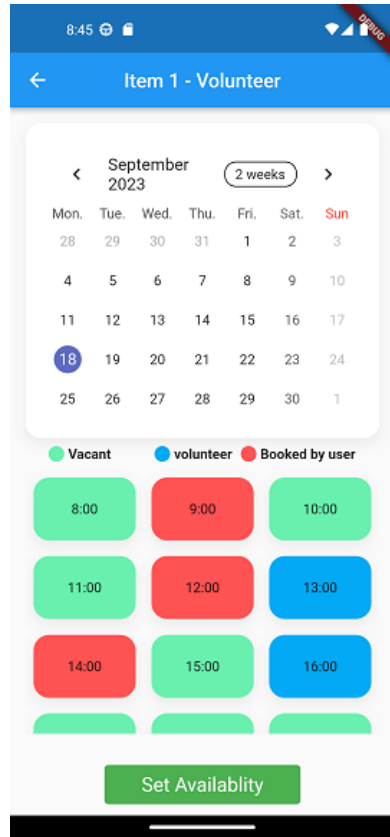 8:45
DEBUG
Item 1 - Volunteer
September
2023
2 weeks
Mon. Tue. Wed. Thu. Fri. Sat. Sun
28 29 30 31 1 2 3
4 5 6 7 8 9 10
11 12 13 14 15 16 17
18 19 20 21 22 23 24
25 26 27 28 29 30 1
Vacant volunteer Booked by user
8:00 9:00 10:00
11:00 12:00 13:00
14:00 15:00 16:00
Set Availablity